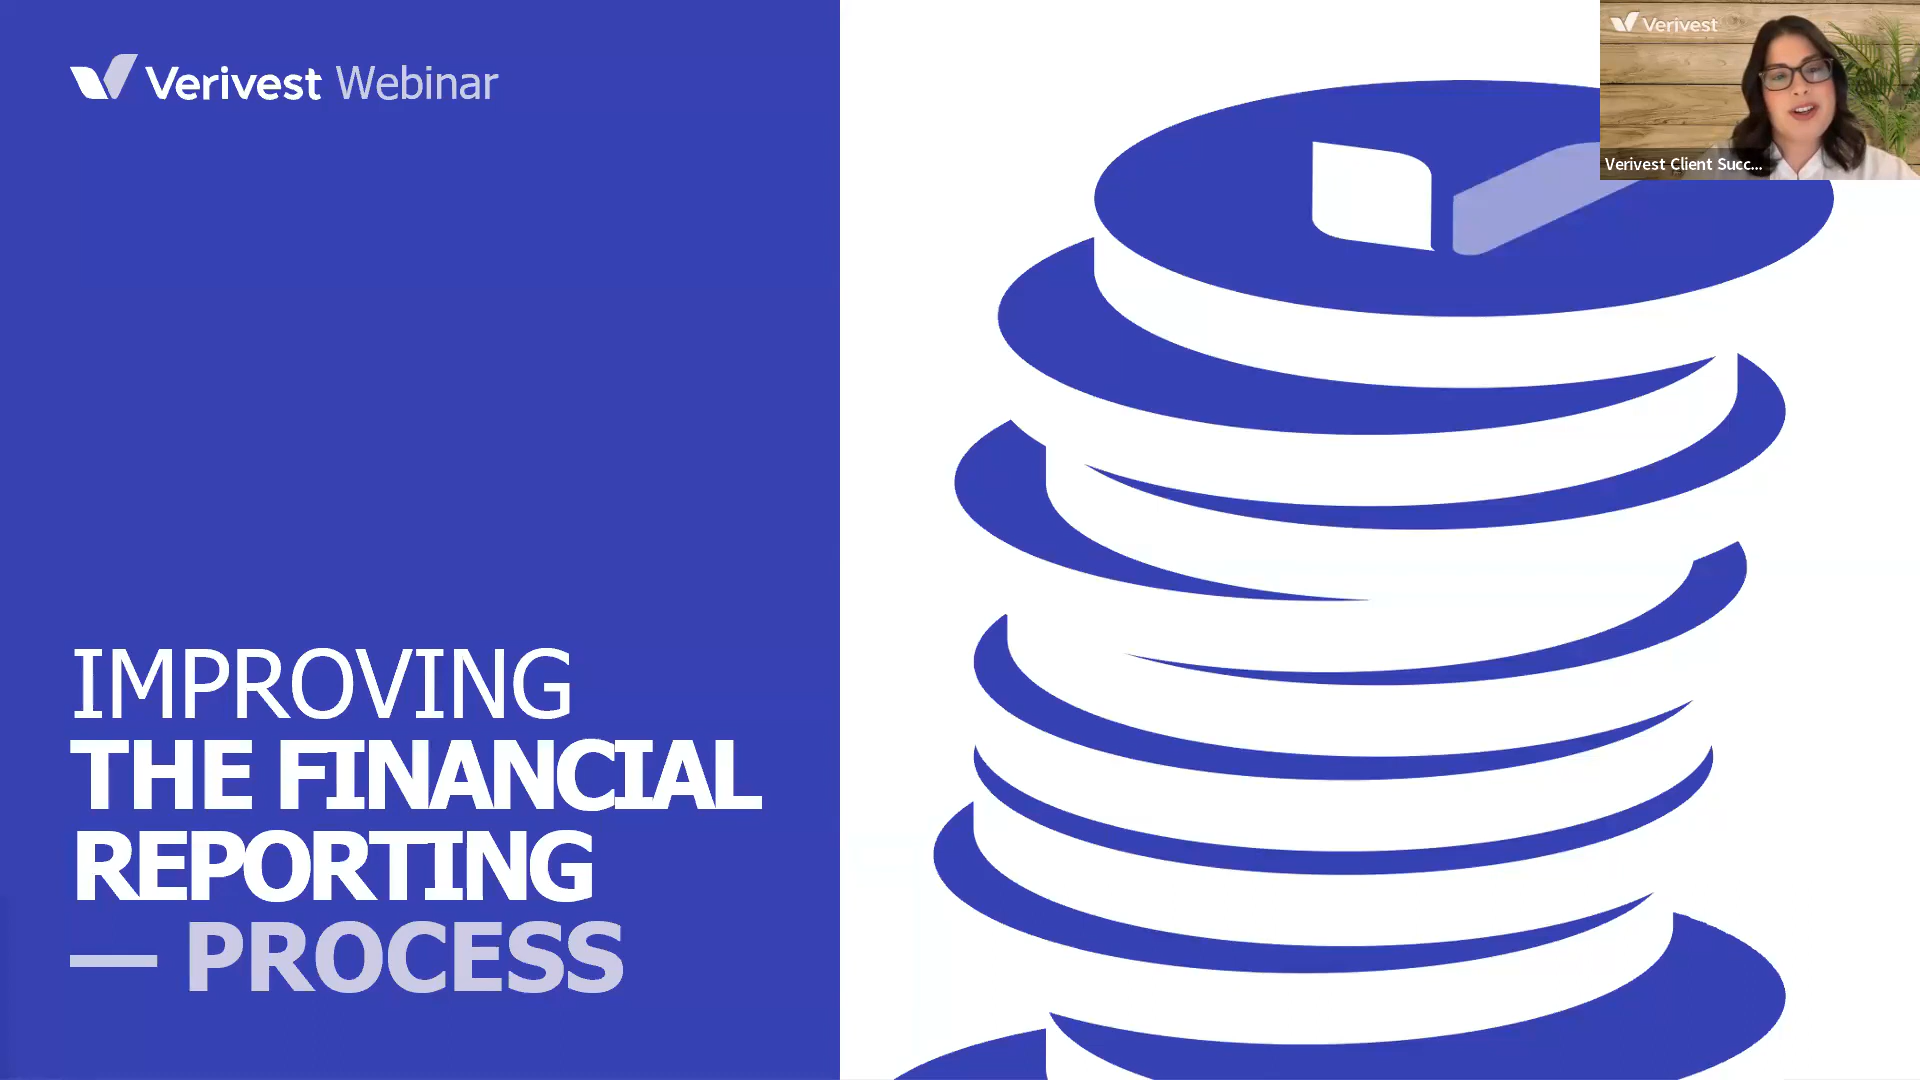 Verivest Webinar
Verivest
Verivest Client Succ...
IMPROVING
THE FINANCIAL
REPORTING
— PROCESS